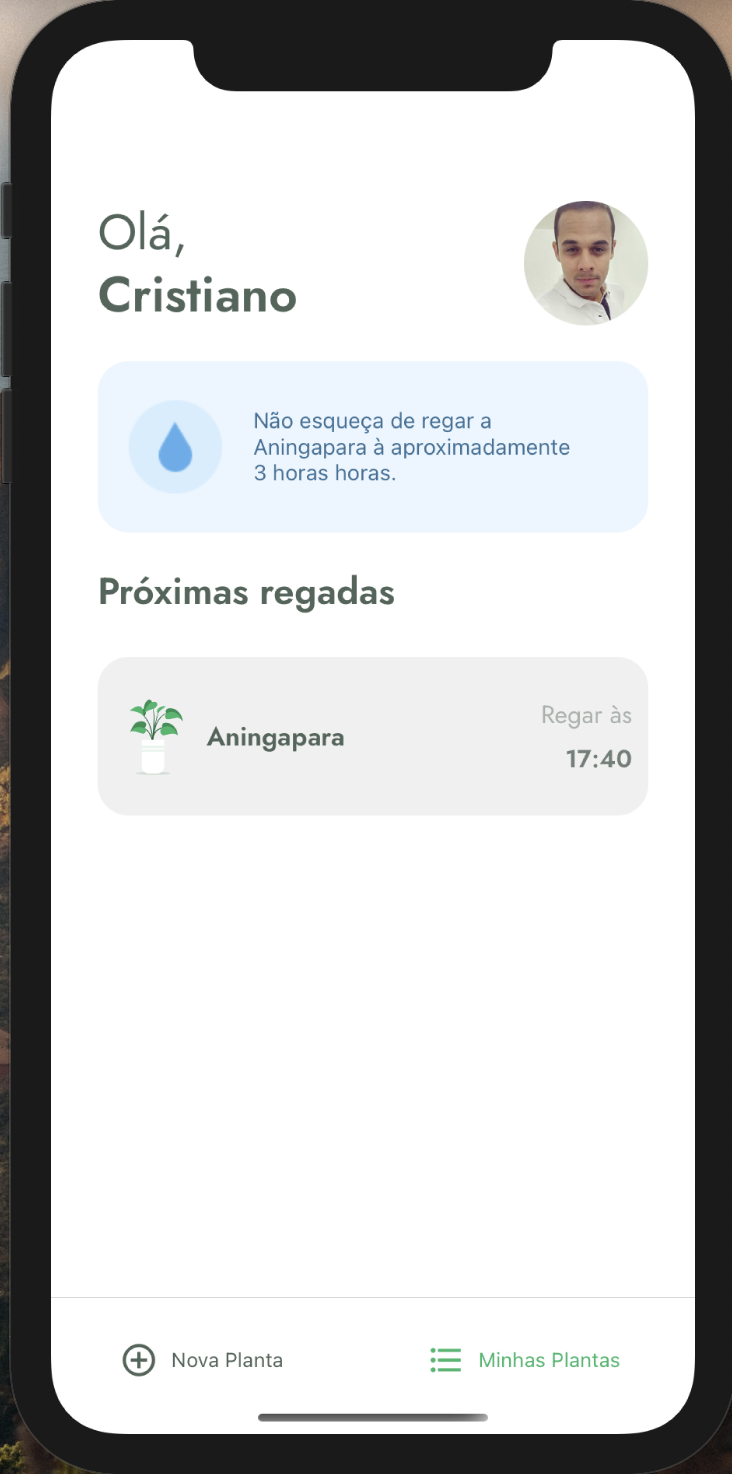 Olá,
Cristiano
Não esqueça de regar a
Aningapara à aproximadamente
3 horas horas.
Próximas regadas
Aningapara
Regar às
17:40
Nova Planta
Minhas Plantas